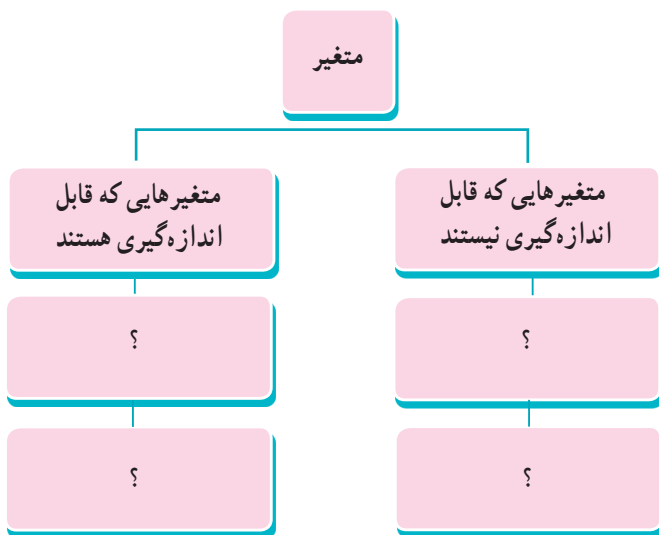 متغیر
متغیرهایی که قابل
اندازه‌گیری نیستند
متغیرهایی که قابل
اندازه‌گیری هستند
؟
؟
؟
؟